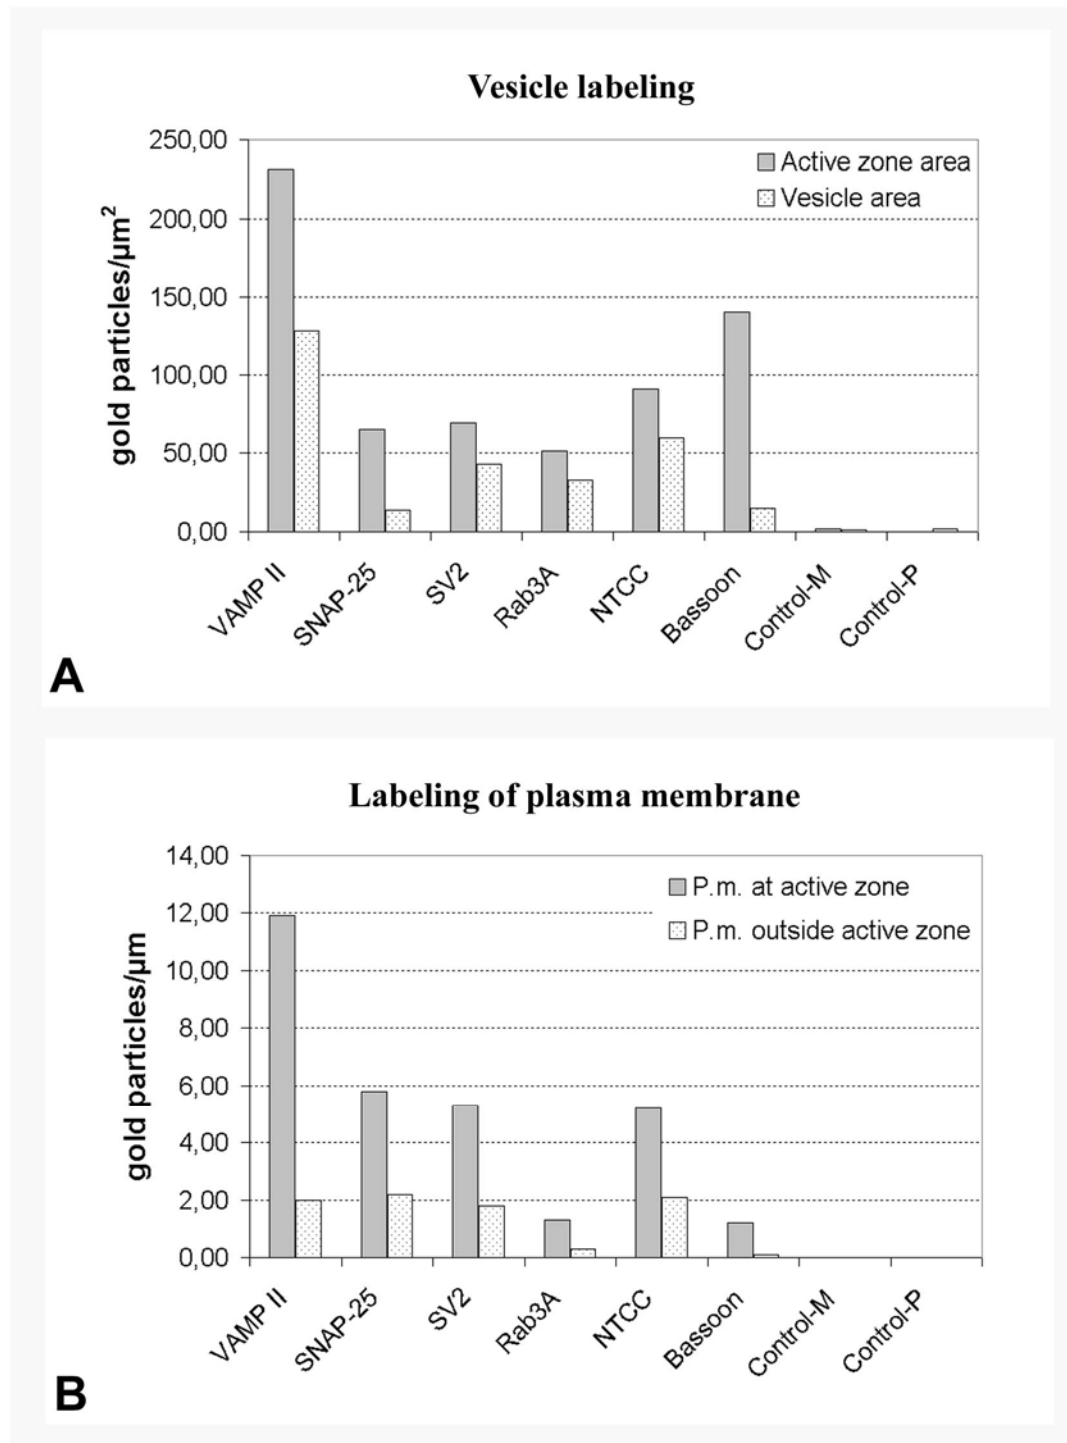 Vesicle labeling
250,00
200,00
150,00
100,00
50,00
0,00
gold particles/µm²
Active zone area
Vesicle area
VAMP II
SNAP-25
SV2
Rab3A
NTCC
Bassoon
Control-M
Control-P
A
Labeling of plasma membrane
14,00
12,00
10,00
8,00
6,00
4,00
2,00
0,00
gold particles/µm
P.m. at active zone
P.m. outside active zone
VAMP II
SNAP-25
SV2
Rab3A
NTCC
Bassoon
Control-M
Control-P
B